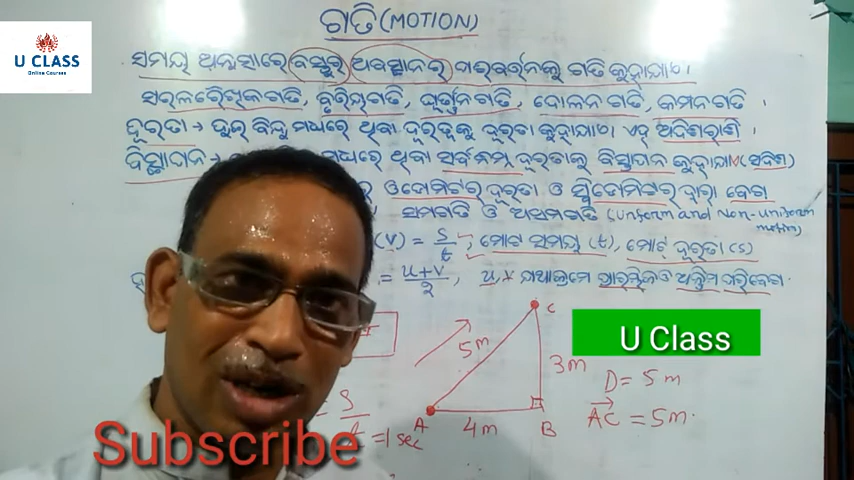 ଗତି (MOTION)
U CLASS
Online Courses
ସମୟ ଅନୁସାରେ ବସ୍ତୁର ଅବସ୍ଥାନର ପରିବର୍ତ୍ତନକୁ ଗତି କୁହାଯାଏ।
ସରଳରୈଖିକ ଗତି, ବୃତ୍ତୀୟ ଗତି, ଘୂର୍ଣ୍ଣନ ଗତି, ଦୋଳନ ଗତି, କମ୍ପନ ଗତି।
ଦୂରତା → ଦୁଇ ବିନ୍ଦୁ ମଧ୍ୟରେ ଥିବା ଦୂରତ୍ୱକୁ ଦୂରତା କୁହାଯାଏ। ଏହା ଅଦିଶରାଶି।
ବିସ୍ଥାପନ → ମଧ୍ୟରେ ଥିବା ସର୍ବନିମ୍ନ ଦୂରତାକୁ ବିସ୍ଥାପନ କୁହାଯାଏ (ସଦିଶ)
ଓଡୋମିଟର ଦୂରତା ଓ ସ୍ପିଡୋମିଟର ଦ୍ୱାରା ବେଗ
ସମଗତି ଓ ଅସମଗତି (uniform and Non-uniform
motion)
(v) = s/t, ମୋଟ ସମୟ (t), ମୋଟ୍ ଦୂରତା (s)
= u+v/2, u, v ଯଥାକ୍ରମେ ପ୍ରାରମ୍ଭିକ ଓ ଅନ୍ତିମ ପରିବେଗ.
C
5m
3m
A
4m
B
D = 5m
AC = 5m.
= 1 sec
U Class
Subscribe